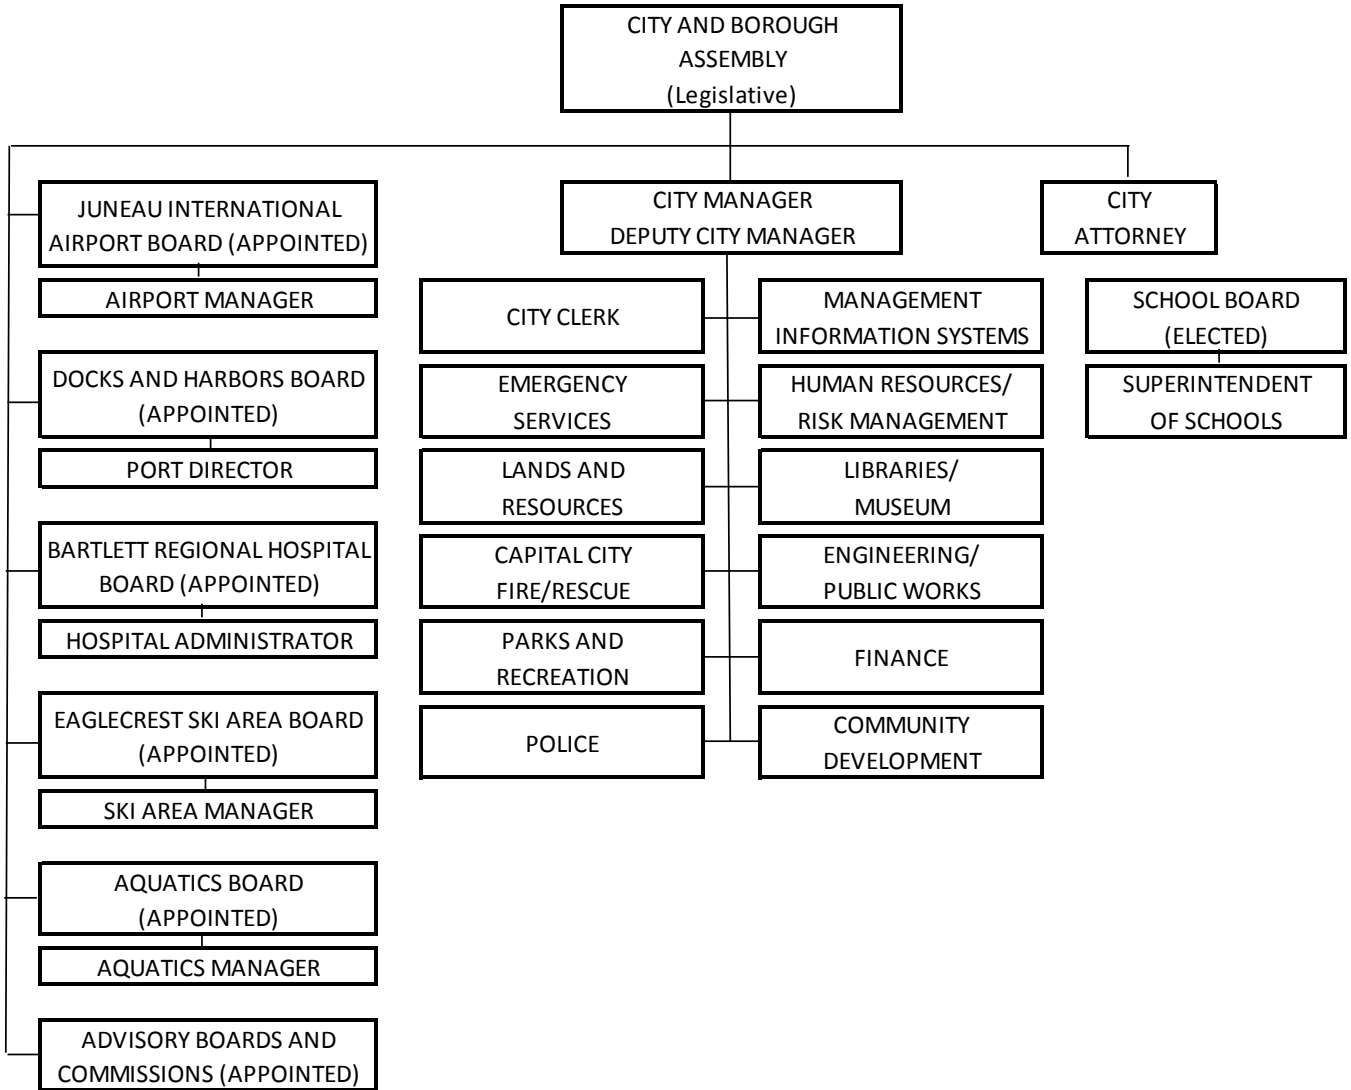 CITY AND BOROUGH
ASSEMBLY
(Legislative)
JUNEAU INTERNATIONAL
AIRPORT BOARD (APPOINTED)
AIRPORT MANAGER
DOCKS AND HARBORS BOARD
(APPOINTED)
PORT DIRECTOR
BARTLETT REGIONAL HOSPITAL
BOARD (APPOINTED)
HOSPITAL ADMINISTRATOR
EAGLECREST SKI AREA BOARD
(APPOINTED)
SKI AREA MANAGER
AQUATICS BOARD
(APPOINTED)
AQUATICS MANAGER
ADVISORY BOARDS AND
COMMISSIONS (APPOINTED)
CITY MANAGER
DEPUTY CITY MANAGER
CITY CLERK
MANAGEMENT
INFORMATION SYSTEMS
EMERGENCY
SERVICES
HUMAN RESOURCES/
RISK MANAGEMENT
LANDS AND
RESOURCES
LIBRARIES/
MUSEUM
CAPITAL CITY
FIRE/RESCUE
ENGINEERING/
PUBLIC WORKS
PARKS AND
RECREATION
FINANCE
POLICE
COMMUNITY
DEVELOPMENT
CITY
ATTORNEY
SCHOOL BOARD
(ELECTED)
SUPERINTENDENT
OF SCHOOLS